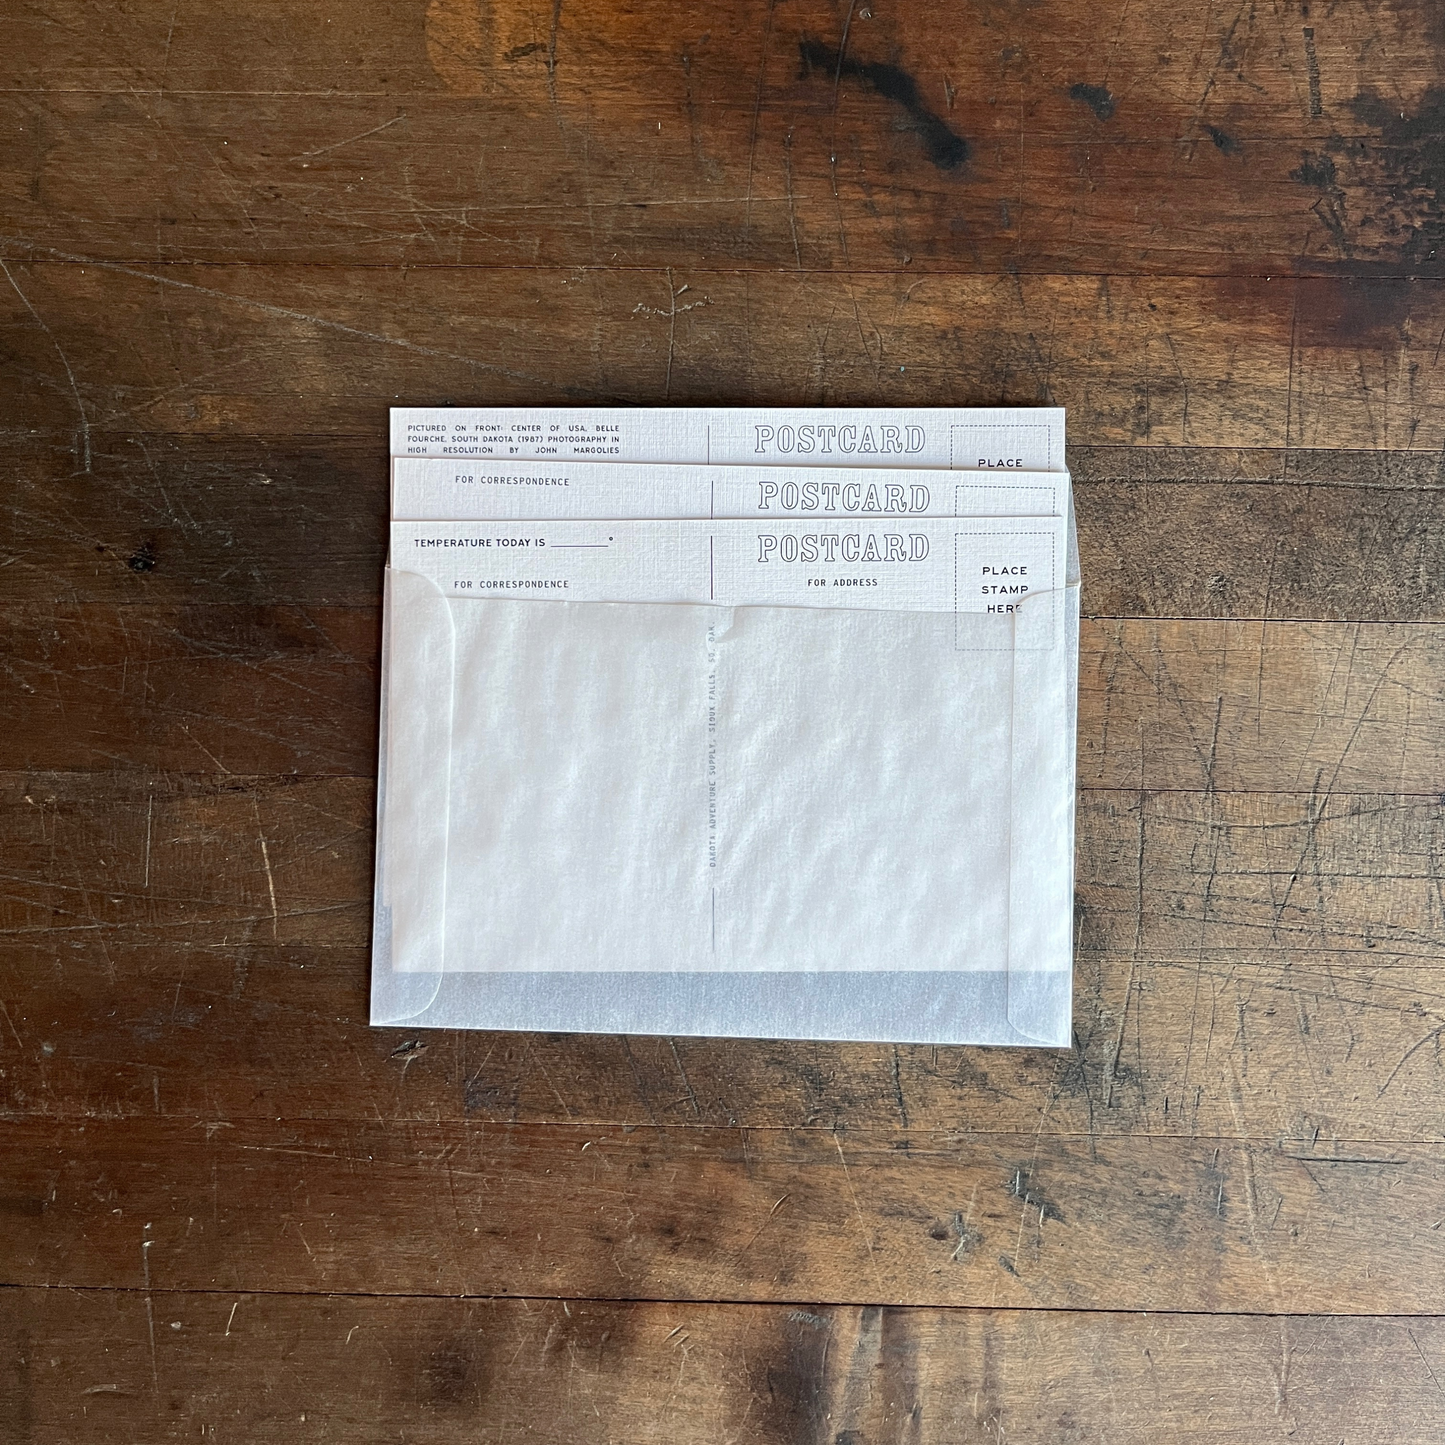 PICTURED ON FRONT: CENTER OF USA, BELLE
FOURCHE, SOUTH DAKOTA (1987) PHOTOGRAPHY IN
HIGH RESOLUTION BY JOHN MARGOLIES
POSTCARD
PLACE
FOR CORRESPONDENCE
POSTCARD
TEMPERATURE TODAY IS ________°
POSTCARD
FOR CORRESPONDENCE
FOR ADDRESS
PLACE
STAMP
HERE
DAKOTA ADVENTURE SUPPLY, SIOUX FALLS, SO. DAK.